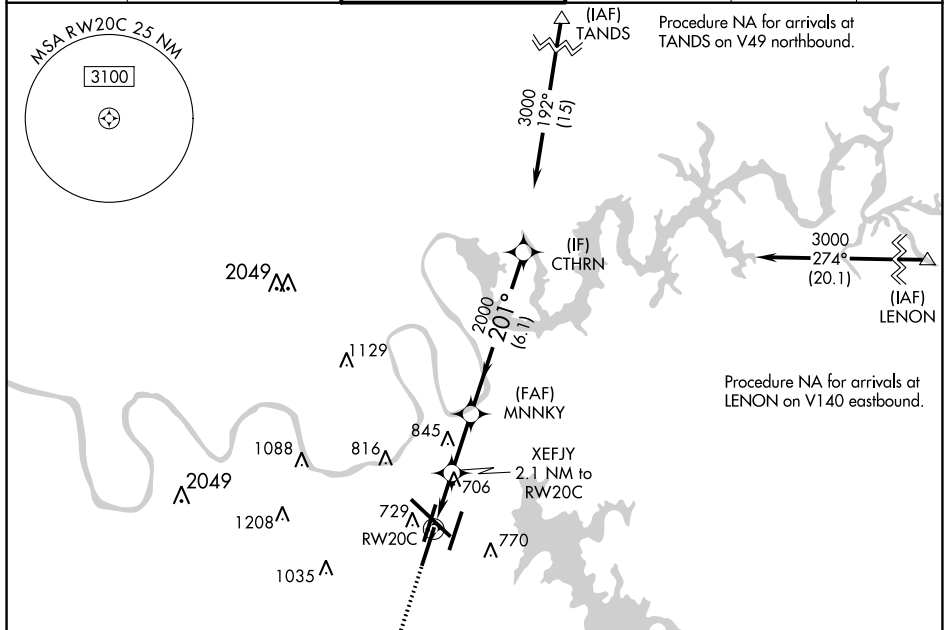 MSA RW20C 25 NM
3100
(IAF)
TANDS
Procedure NA for arrivals at
TANDS on V49 northbound.
3000
192°
(15)
(IF)
CTHRN
3000
274°
(20.1)
(IAF)
LENON
2049
2000
201°
(6.1)
1129
Procedure NA for arrivals at
LENON on V140 eastbound.
(FAF)
MNNKY
845
1088
816
XEFJY
2.1 NM to
RW20C
706
2049
1208
729
RW20C
770
1035